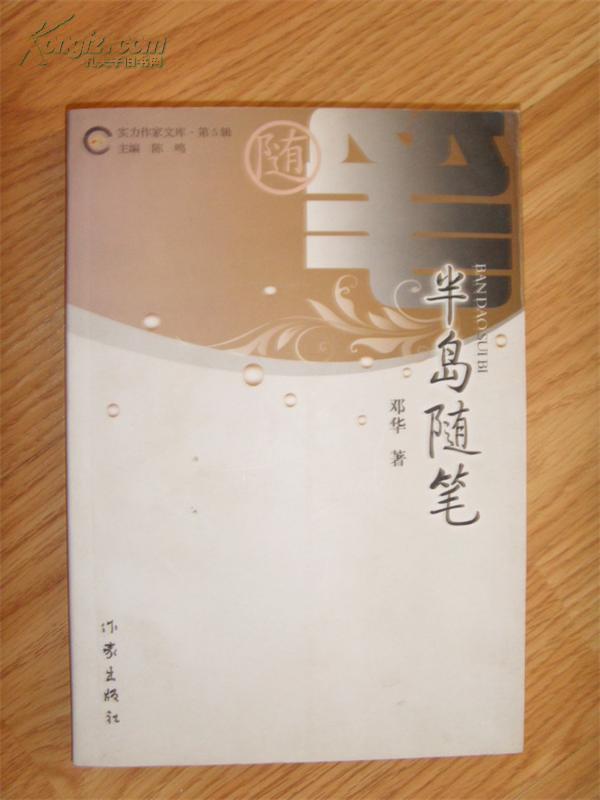 Kongfz.com
孔夫子旧书网
实力作家文库·第5辑
主编 陈 鸣
随
笔
BAN DAO SUI BI
半岛随笔
邓华 著
作家出版社